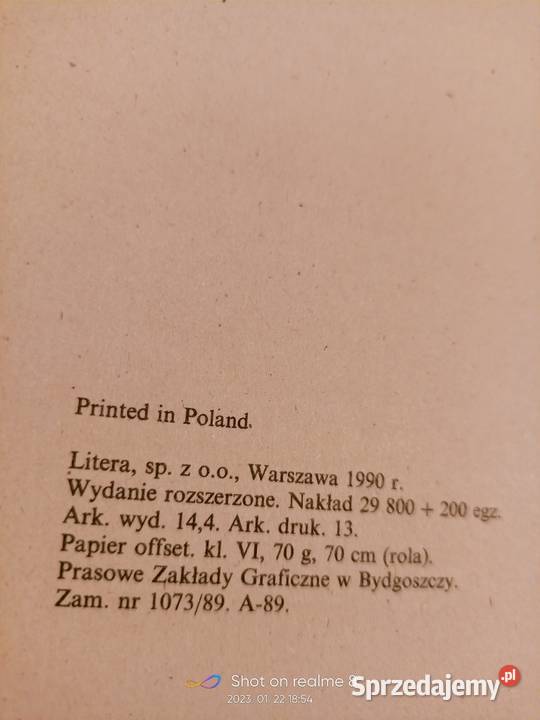 Printed in Poland.
Litera, sp. z o.o., Warszawa 1990 r.
Wydanie rozszerzone. Nakład 29 800 + 200 egz.
Ark. wyd. 14,4. Ark. druk. 13.
Papier offset. kl. VI, 70 g, 70 cm (rola).
Prasowe Zakłady Graficzne w Bydgoszczy.
Zam. nr 1073/89. A-89.
Shot on realme 8
2023. 01. 22 18:54
Sprzedajemy.pl